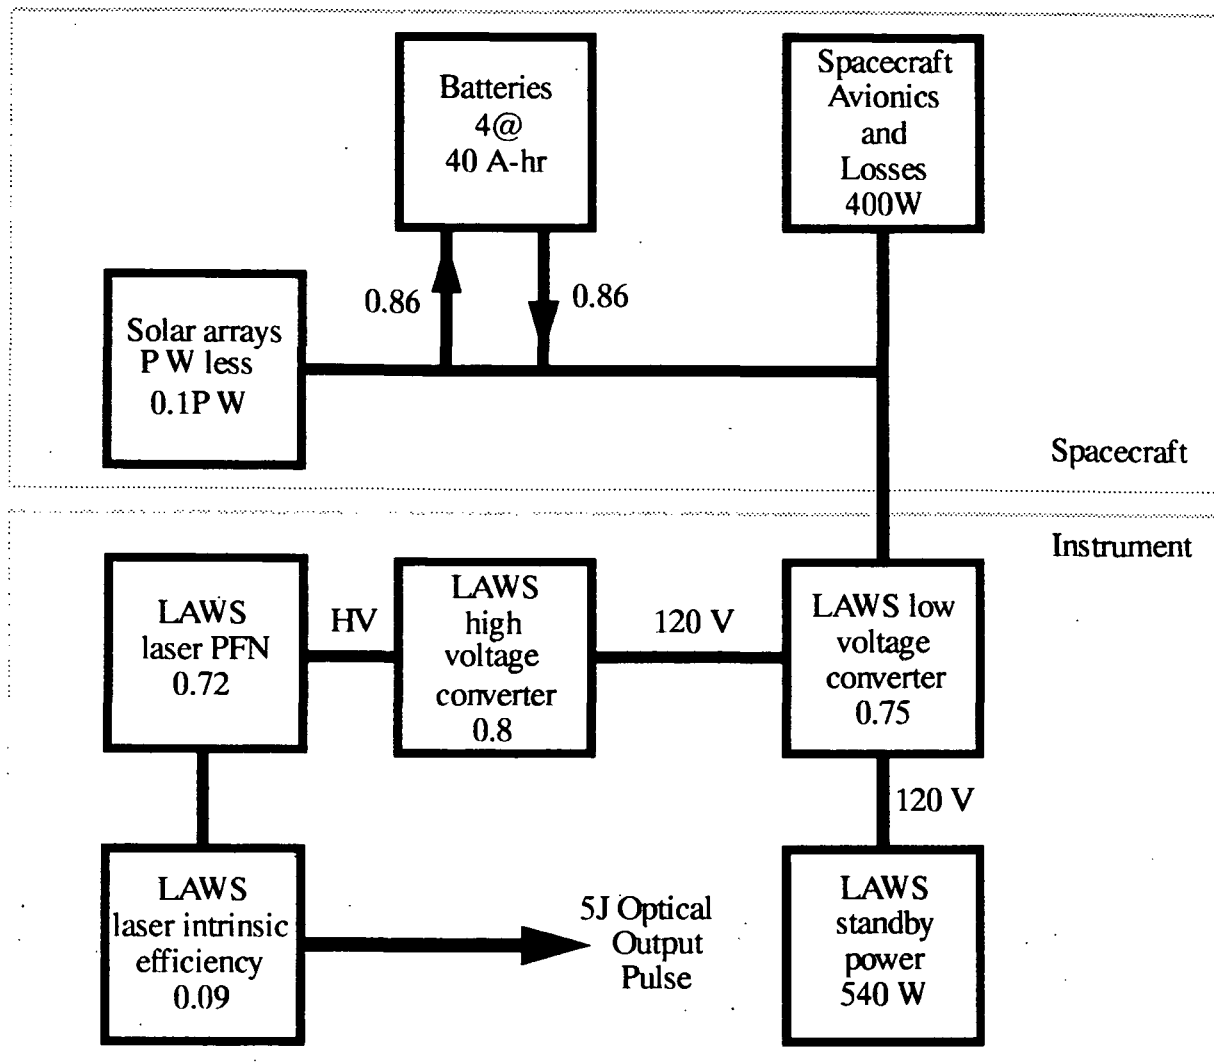 Batteries
4@
40 A-hr
Spacecraft
Avionics
and
Losses
400W
0.86
0.86
Solar arrays
P W less
0.1P W
Spacecraft
Instrument
LAWS
laser PFN
0.72
HV
LAWS
high
voltage
converter
0.8
120 V
LAWS low
voltage
converter
0.75
120 V
LAWS
laser intrinsic
efficiency
0.09
5J Optical
Output
Pulse
LAWS
standby
power
540 W